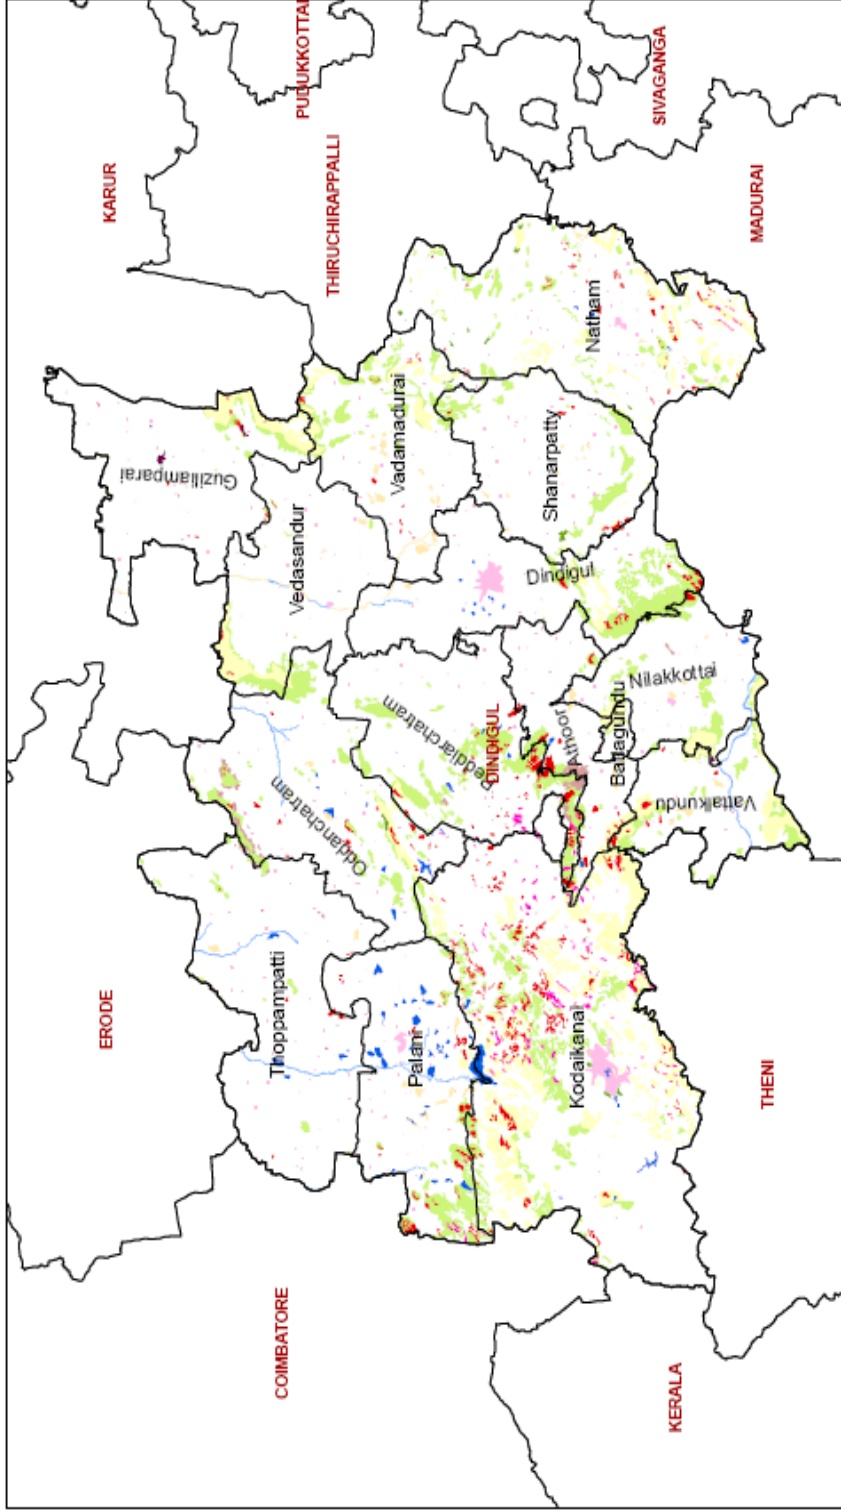 ERODE
KARUR
COIMBATORE
THIRUCHIRAPPALLI
PUDUKKOTTAI
Guziliamparai
Thoppampatti
Oddanchatram
Vedasandur
Vadamadurai
Palani
Reddiarchatram
DINDIGUL
Dindigul
Shanarpatty
Natham
Kodaikanal
Athoor
Batlagundu
Nilakkottai
Vattalkundu
KERALA
THENI
MADURAI
SIVAGANGA